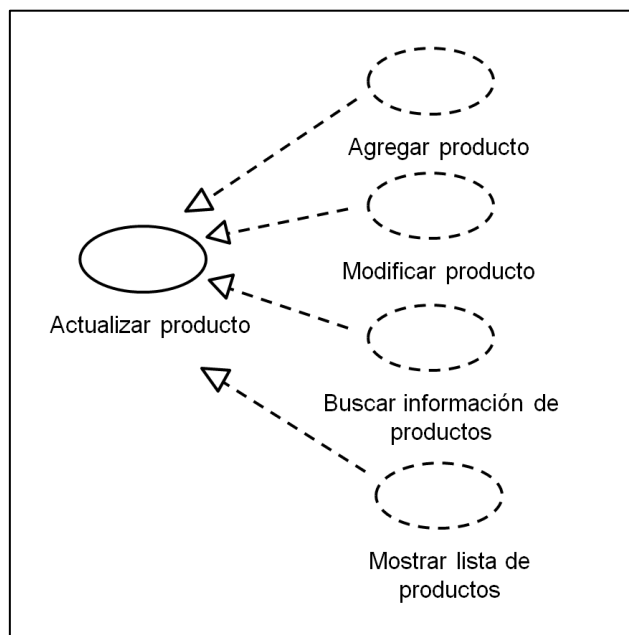 Agregar producto
Modificar producto
Actualizar producto
Buscar información de
productos
Mostrar lista de
productos